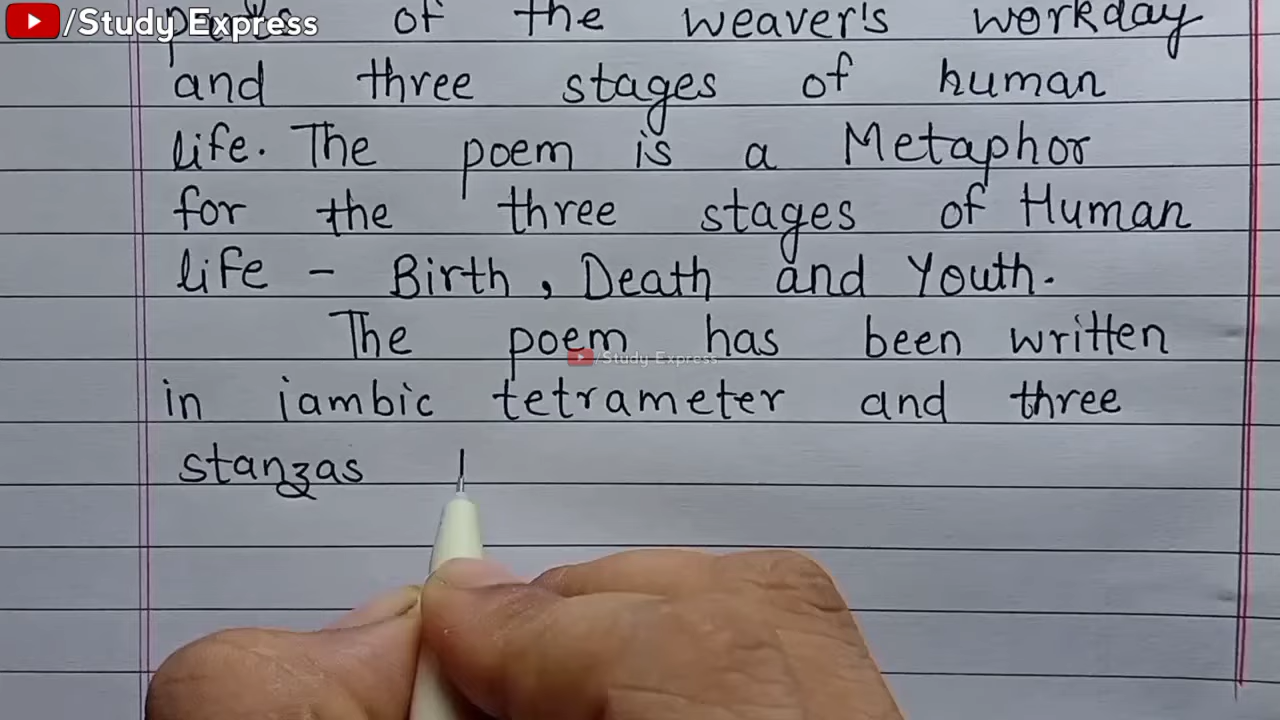 /Study Express
of the weaver's workday
and three stages of human
life. The poem is a Metaphor
for the three stages of Human
life - Birth, Death and Youth.
The poem has been written
/Study Express
in iambic tetrameter and three
stanzas